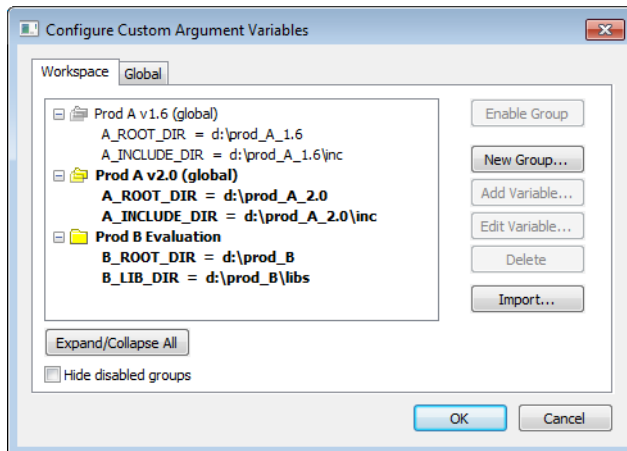 Configure Custom Argument Variables
Workspace
Global
Prod A v1.6 (global)
A_ROOT_DIR = d:\prod_A_1.6
A_INCLUDE_DIR = d:\prod_A_1.6\inc
Prod A v2.0 (global)
A_ROOT_DIR = d:\prod_A_2.0
A_INCLUDE_DIR = d:\prod_A_2.0\inc
Prod B Evaluation
B_ROOT_DIR = d:\prod_B
B_LIB_DIR = d:\prod_B\libs
Enable Group
New Group...
Add Variable...
Edit Variable...
Delete
Import...
Expand/Collapse All
Hide disabled groups
OK
Cancel